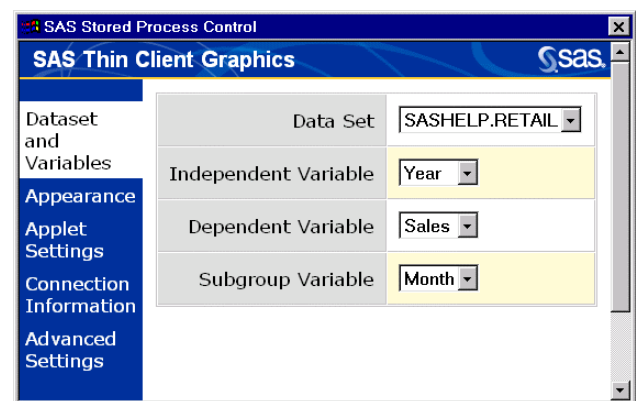 SAS Stored Process Control
SAS Thin Client Graphics
sas.
Dataset
and
Variables
Appearance
Applet
Settings
Connection
Information
Advanced
Settings
Data Set
SASHELP.RETAIL
Independent Variable
Year
Dependent Variable
Sales
Subgroup Variable
Month